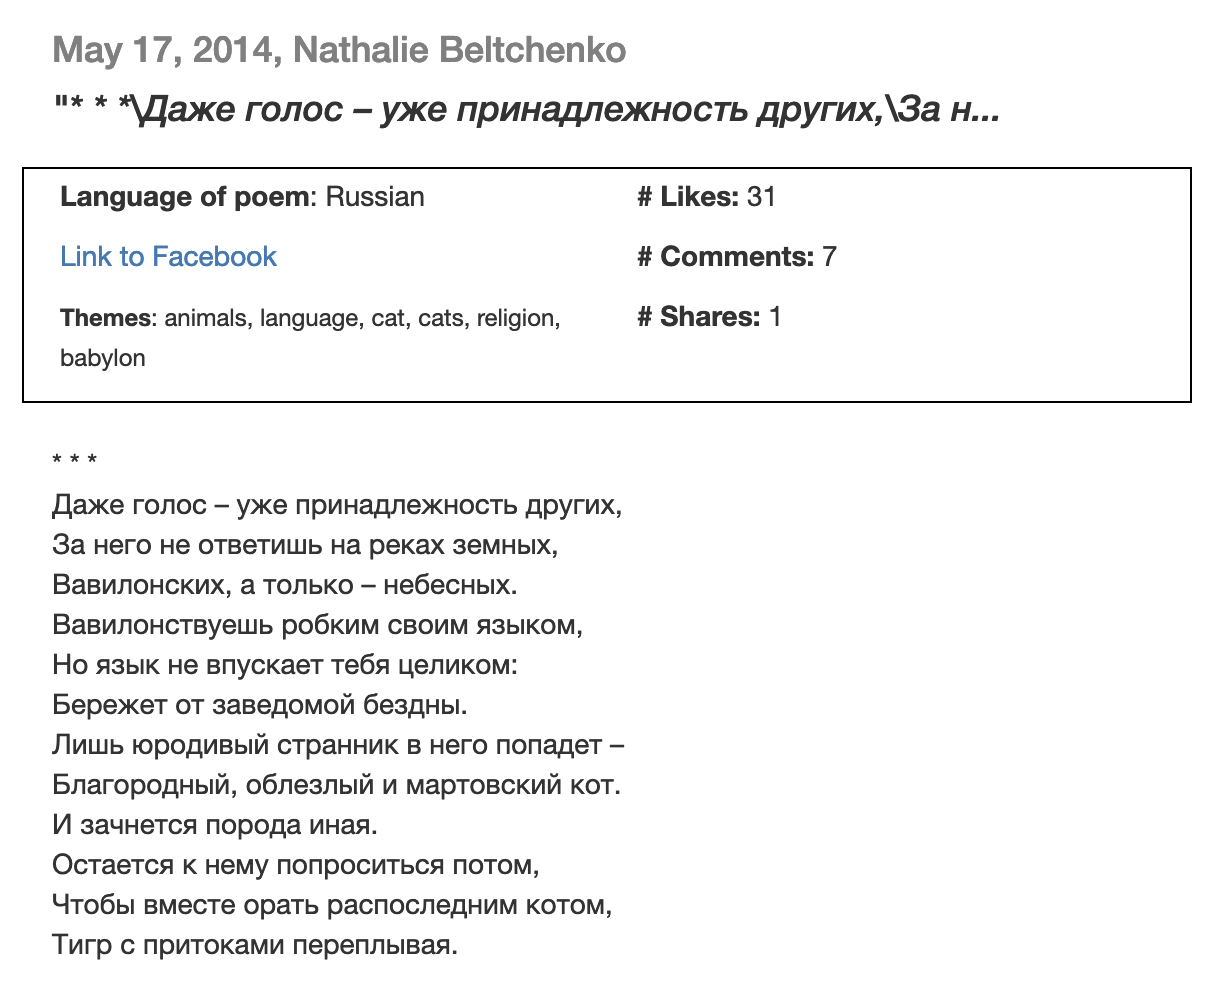 May 17, 2014, Nathalie Beltchenko
"* * *\Даже голос – уже принадлежность других,\За н...
Language of poem: Russian
Link to Facebook
Themes: animals, language, cat, cats, religion,
babylon
# Likes: 31
# Comments: 7
# Shares: 1
* * *
Даже голос – уже принадлежность других,
За него не ответишь на реках земных,
Вавилонских, а только – небесных.
Вавилонствуешь робким своим языком,
Но язык не впускает тебя целиком:
Бережет от заведомой бездны.
Лишь юродивый странник в него попадет –
Благородный, облезлый и мартовский кот.
И зачнется порода иная.
Остается к нему попроситься потом,
Чтобы вместе орать распоследним котом,
Тигр с притоками переплывая.